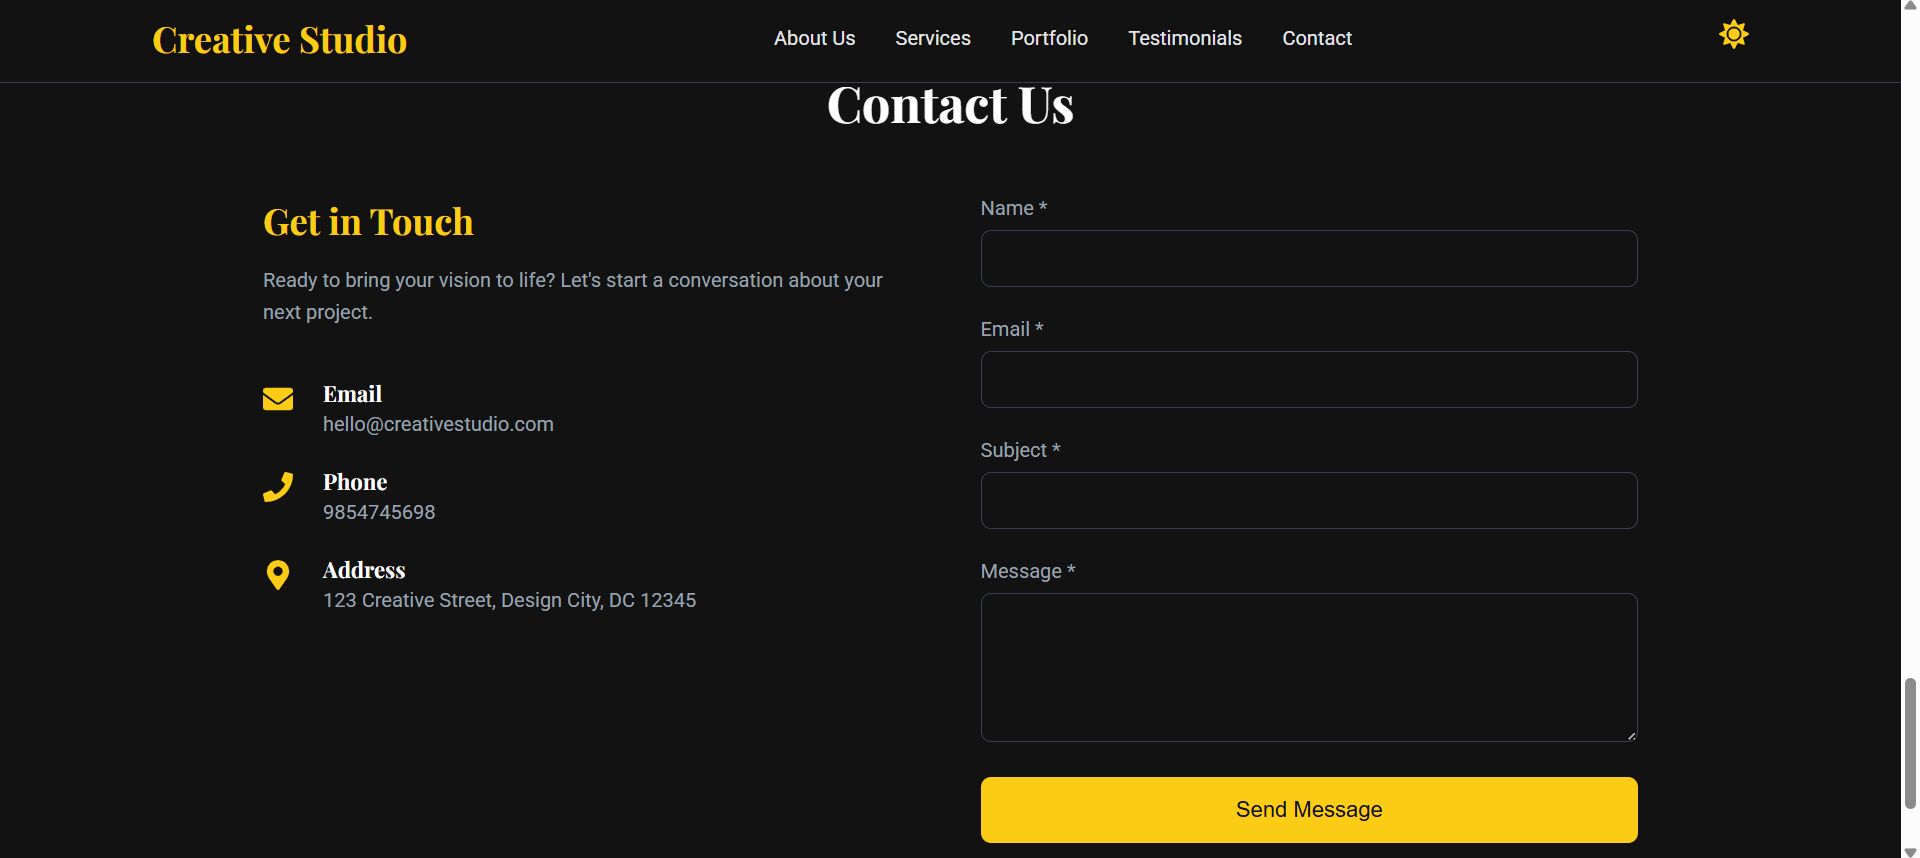 Creative Studio
About Us Services Portfolio Testimonials Contact
Contact Us
Get in Touch
Ready to bring your vision to life? Let's start a conversation about your
next project.
Email
hello@creativestudio.com
Phone
9854745698
Address
123 Creative Street, Design City, DC 12345
Name *
Email *
Subject *
Message *
Send Message